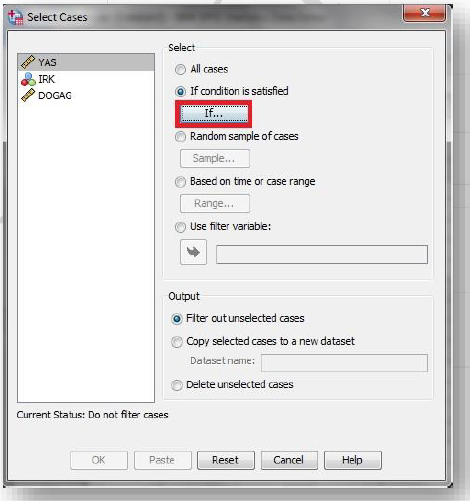 Select Cases
YAS
IRK
DOGAG
Select
All cases
If condition is satisfied
If...
Random sample of cases
Sample...
Based on time or case range
Range...
Use filter variable:
Output
Filter out unselected cases
Copy selected cases to a new dataset
Dataset name:
Delete unselected cases
Current Status: Do not filter cases
OK Paste Reset Cancel Help